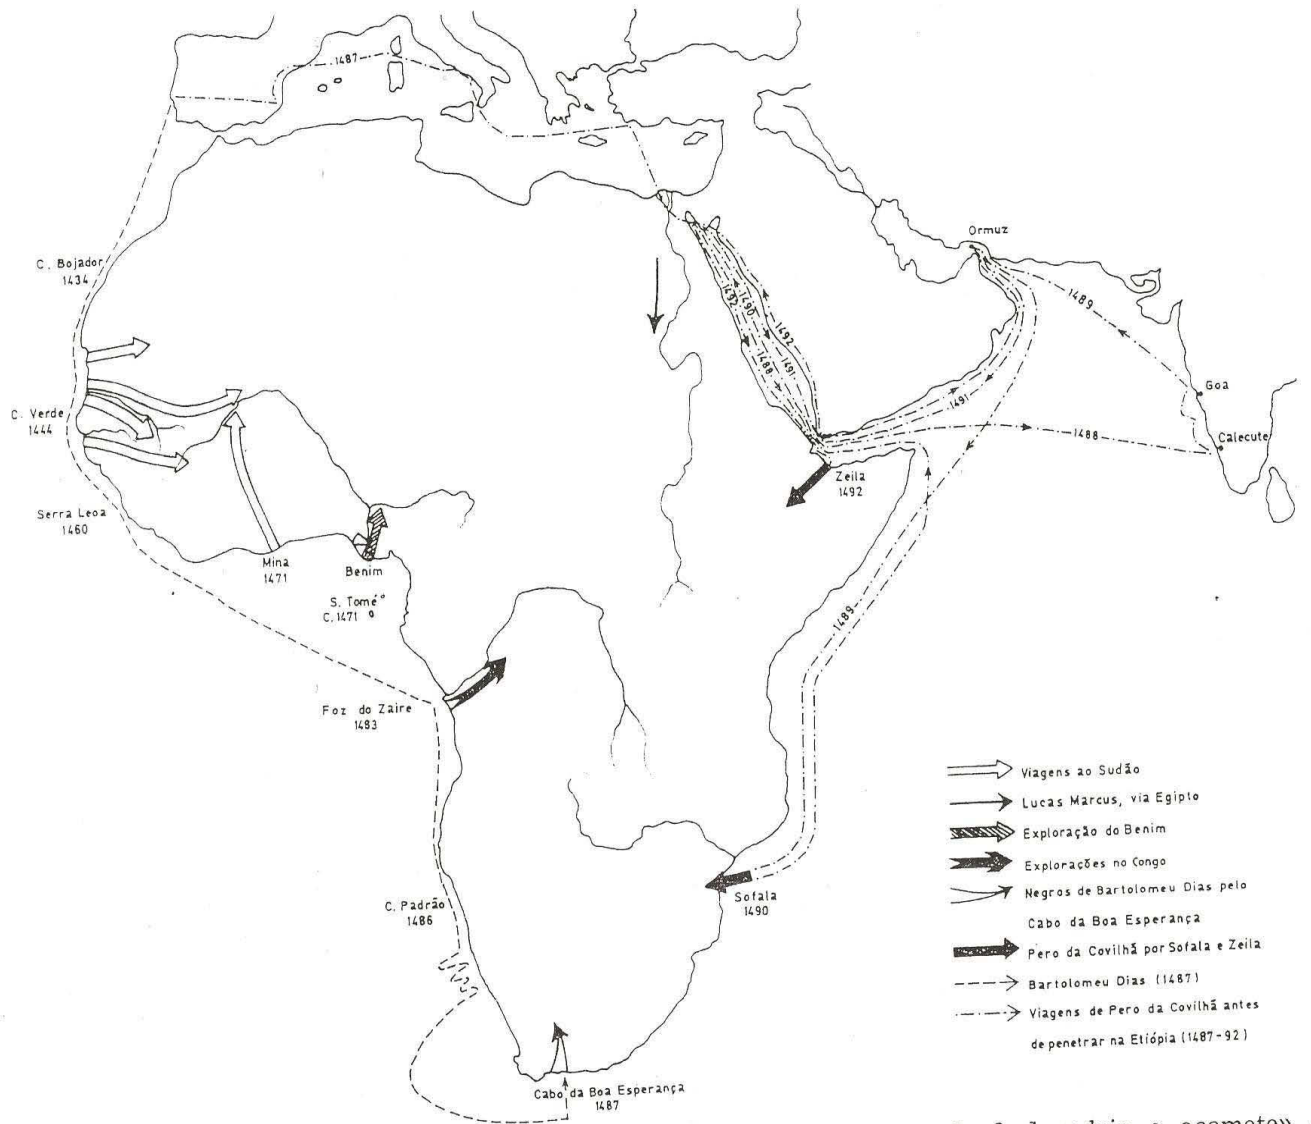 1487
C. Bojador
1434
C. Verde
1444
Serra Leoa
1460
Mina
1471
Benim
S. Tomé
C. 1471
Foz do Zaire
1483
C. Padrão
1486
Cabo da Boa Esperança
1487
Sofala
1490
1489
Zeila
1492
1492
1490
1492
1488
1491
1491
1488
1489
Ormuz
Goa
Calecute
Viagens ao Sudão
Lucas Marcus, via Egipto
Exploração do Benim
Explorações no Congo
Negros de Bartolomeu Dias pelo
Cabo da Boa Esperança
Pero da Covilhã por Sofala e Zeila
Bartolomeu Dias (1487)
Viagens de Pero da Covilhã antes
de penetrar na Etiópia (1487-92)